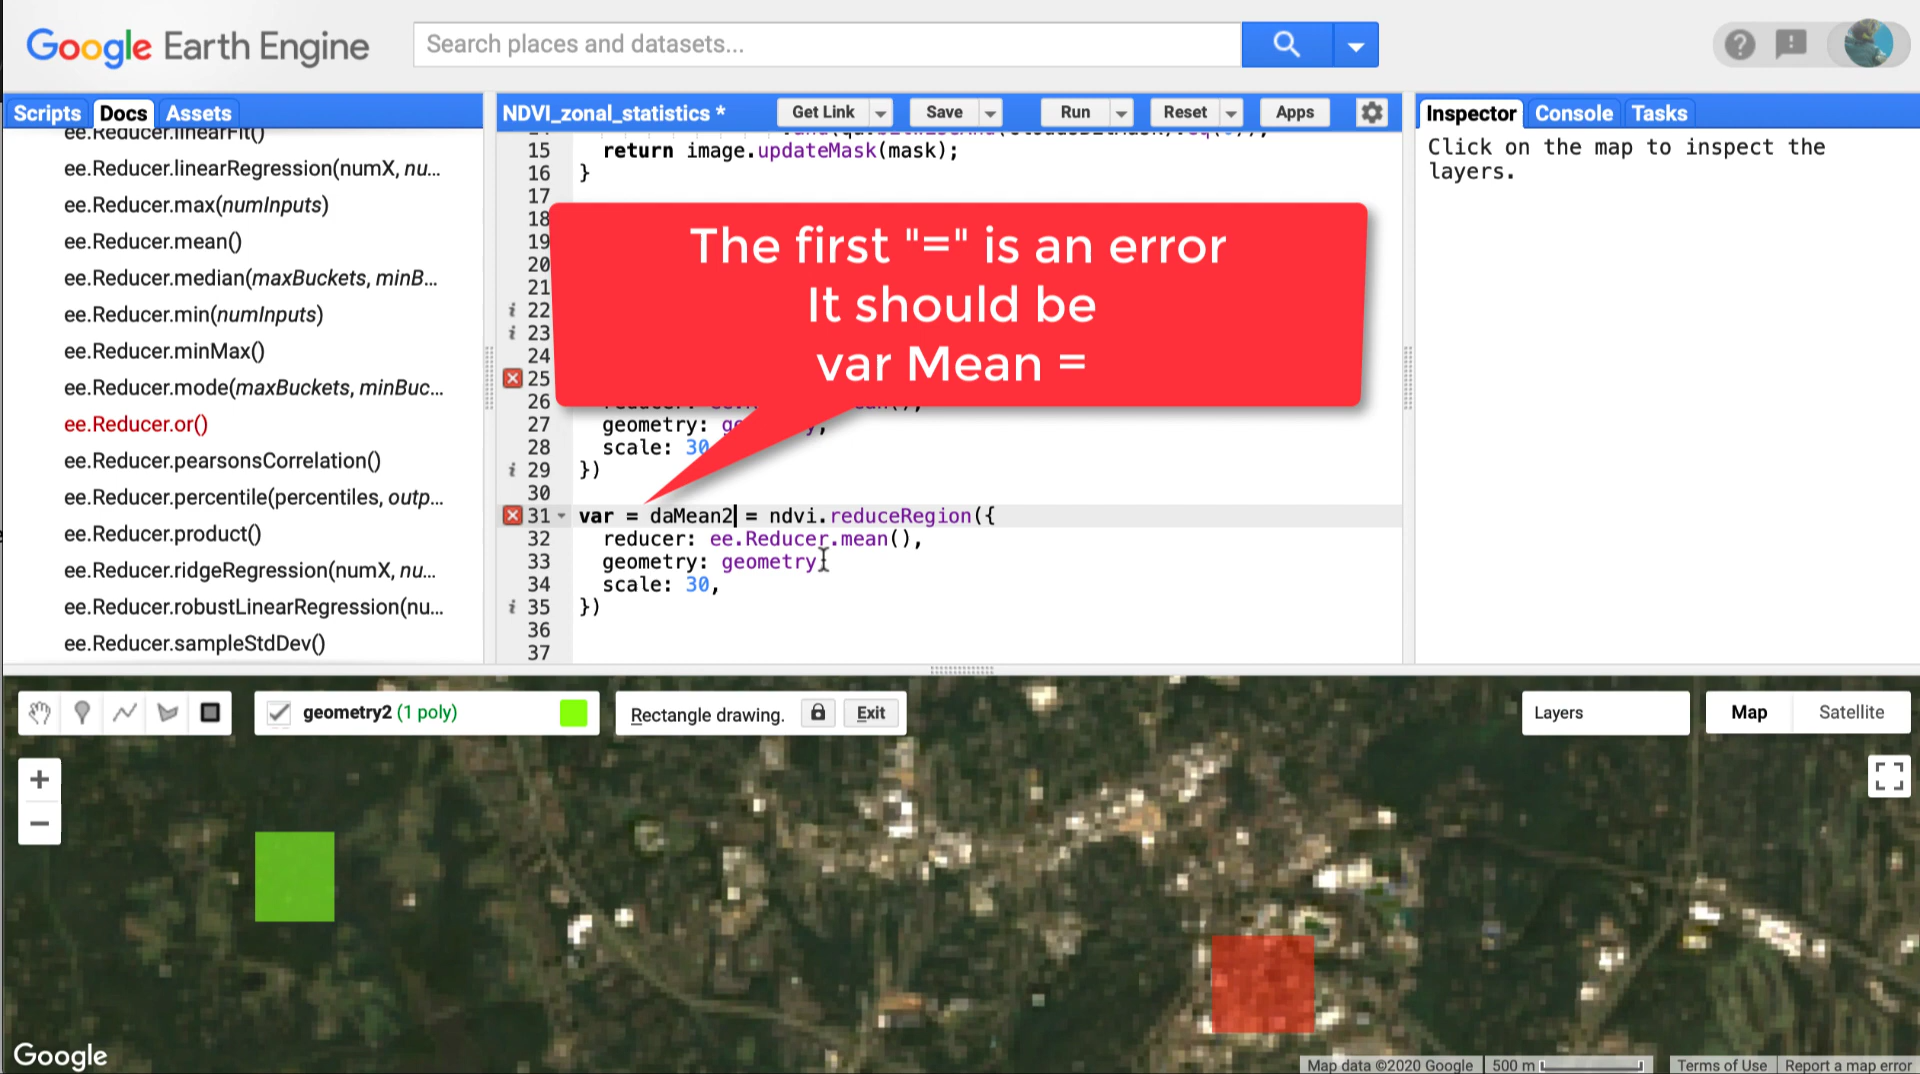 Google Earth Engine
Search places and datasets...
Scripts Docs Assets
ee.Reducer.linearFit()
ee.Reducer.linearRegression(numX, nu...
ee.Reducer.max(numInputs)
ee.Reducer.mean()
ee.Reducer.median(maxBuckets, minB...
ee.Reducer.min(numInputs)
ee.Reducer.minMax()
ee.Reducer.mode(maxBuckets, minBuc...
ee.Reducer.or()
ee.Reducer.pearsonsCorrelation()
ee.Reducer.percentile(percentiles, outp...
ee.Reducer.product()
ee.Reducer.ridgeRegression(numX, nu...
ee.Reducer.robustLinearRegression(nu...
ee.Reducer.sampleStdDev()
NDVI_zonal_statistics * Get Link Save Run Reset Apps
15 return image.updateMask(mask);
16 }
17
18
19
20
21
22
23
24
25
26
27 geometry:
28 scale: 30
29 })
30
31 var = daMean2 = ndvi.reduceRegion({
32 reducer: ee.Reducer.mean(),
33 geometry: geometry
34 scale: 30,
35 })
36
37
The first "=" is an error
It should be
var Mean =
Inspector Console Tasks
Click on the map to inspect the
layers.
geometry2 (1 poly)
Rectangle drawing. Exit
Layers
Map Satellite
+
−
Google
Map data ©2020 Google 500 m Terms of Use Report a map error